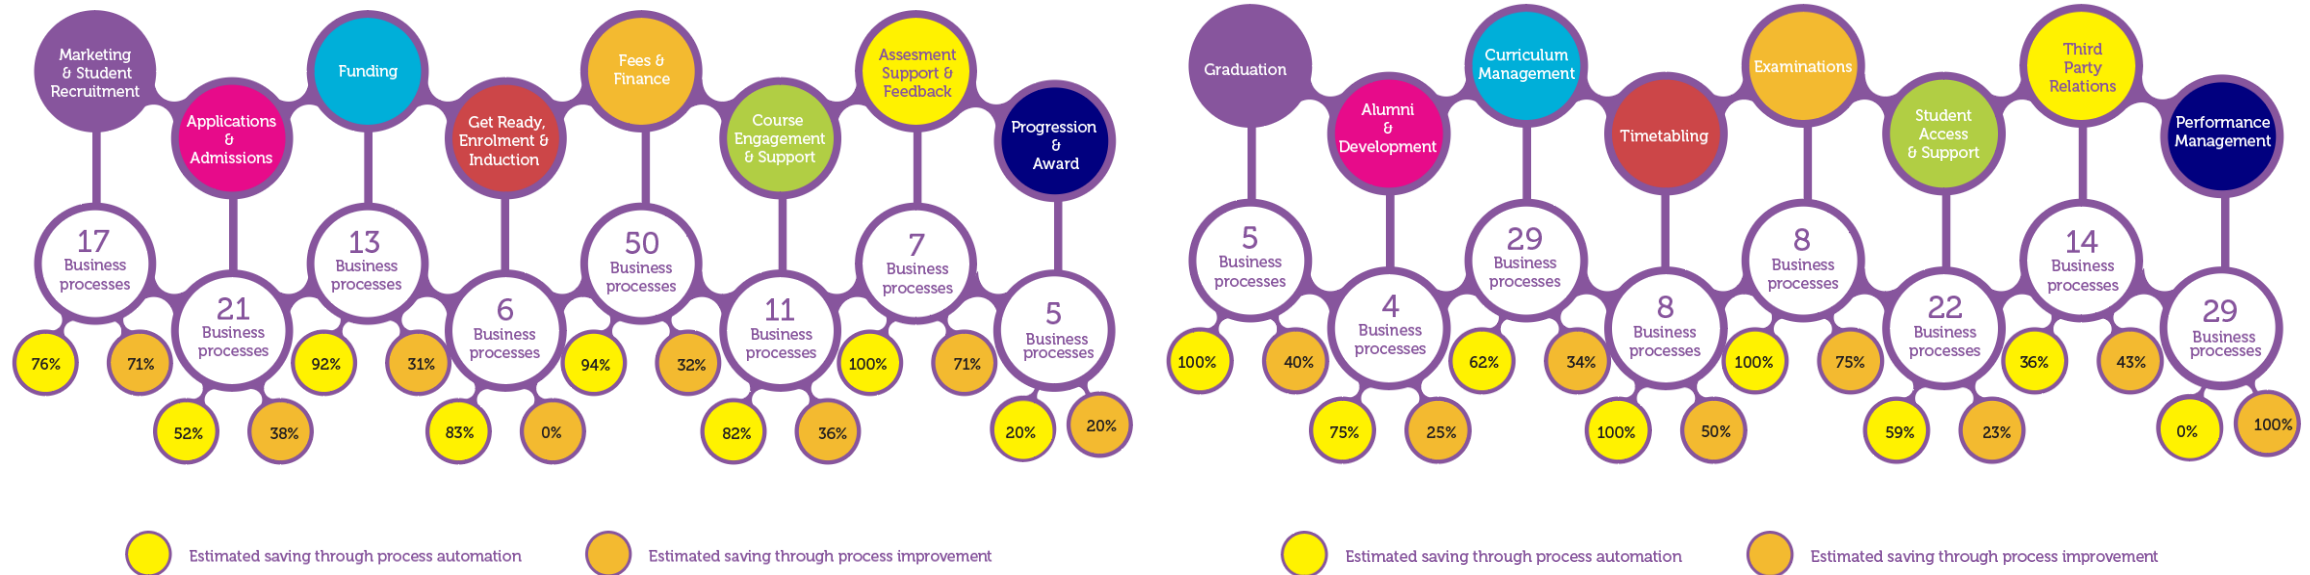 Marketing
& Student
Recruitment
Applications
&
Admissions
Funding
Get Ready,
Enrolment &
Induction
Fees &
Finance
Course
Engagement
& Support
Assesment
Support &
Feedback
Progression
&
Award
17
Business
processes
76%
71%
21
Business
processes
52%
38%
13
Business
processes
92%
31%
6
Business
processes
83%
0%
50
Business
processes
94%
32%
11
Business
processes
82%
36%
7
Business
processes
100%
71%
5
Business
processes
20%
20%
Estimated saving through process automation
Estimated saving through process improvement
Graduation
Alumni
&
Development
Curriculum
Management
Timetabling
Examinations
Student
Access
& Support
Third
Party
Relations
Performance
Management
5
Business
processes
100%
40%
4
Business
processes
75%
25%
29
Business
processes
62%
34%
8
Business
processes
100%
50%
8
Business
processes
100%
75%
22
Business
processes
59%
23%
14
Business
processes
36%
43%
29
Business
processes
0%
100%
Estimated saving through process automation
Estimated saving through process improvement